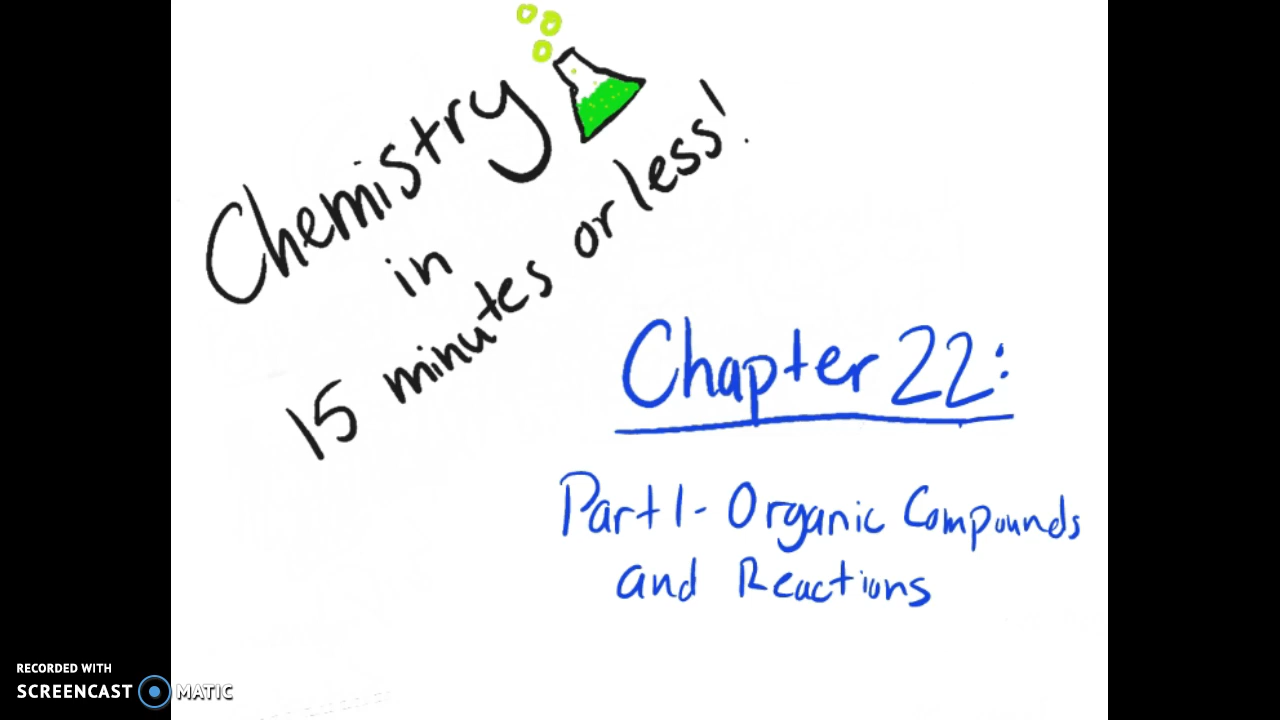 Chemistry
in
15 minutes or less!
Chapter 22:
Part 1- Organic Compounds
and Reactions
RECORDED WITH
SCREENCAST MATIC